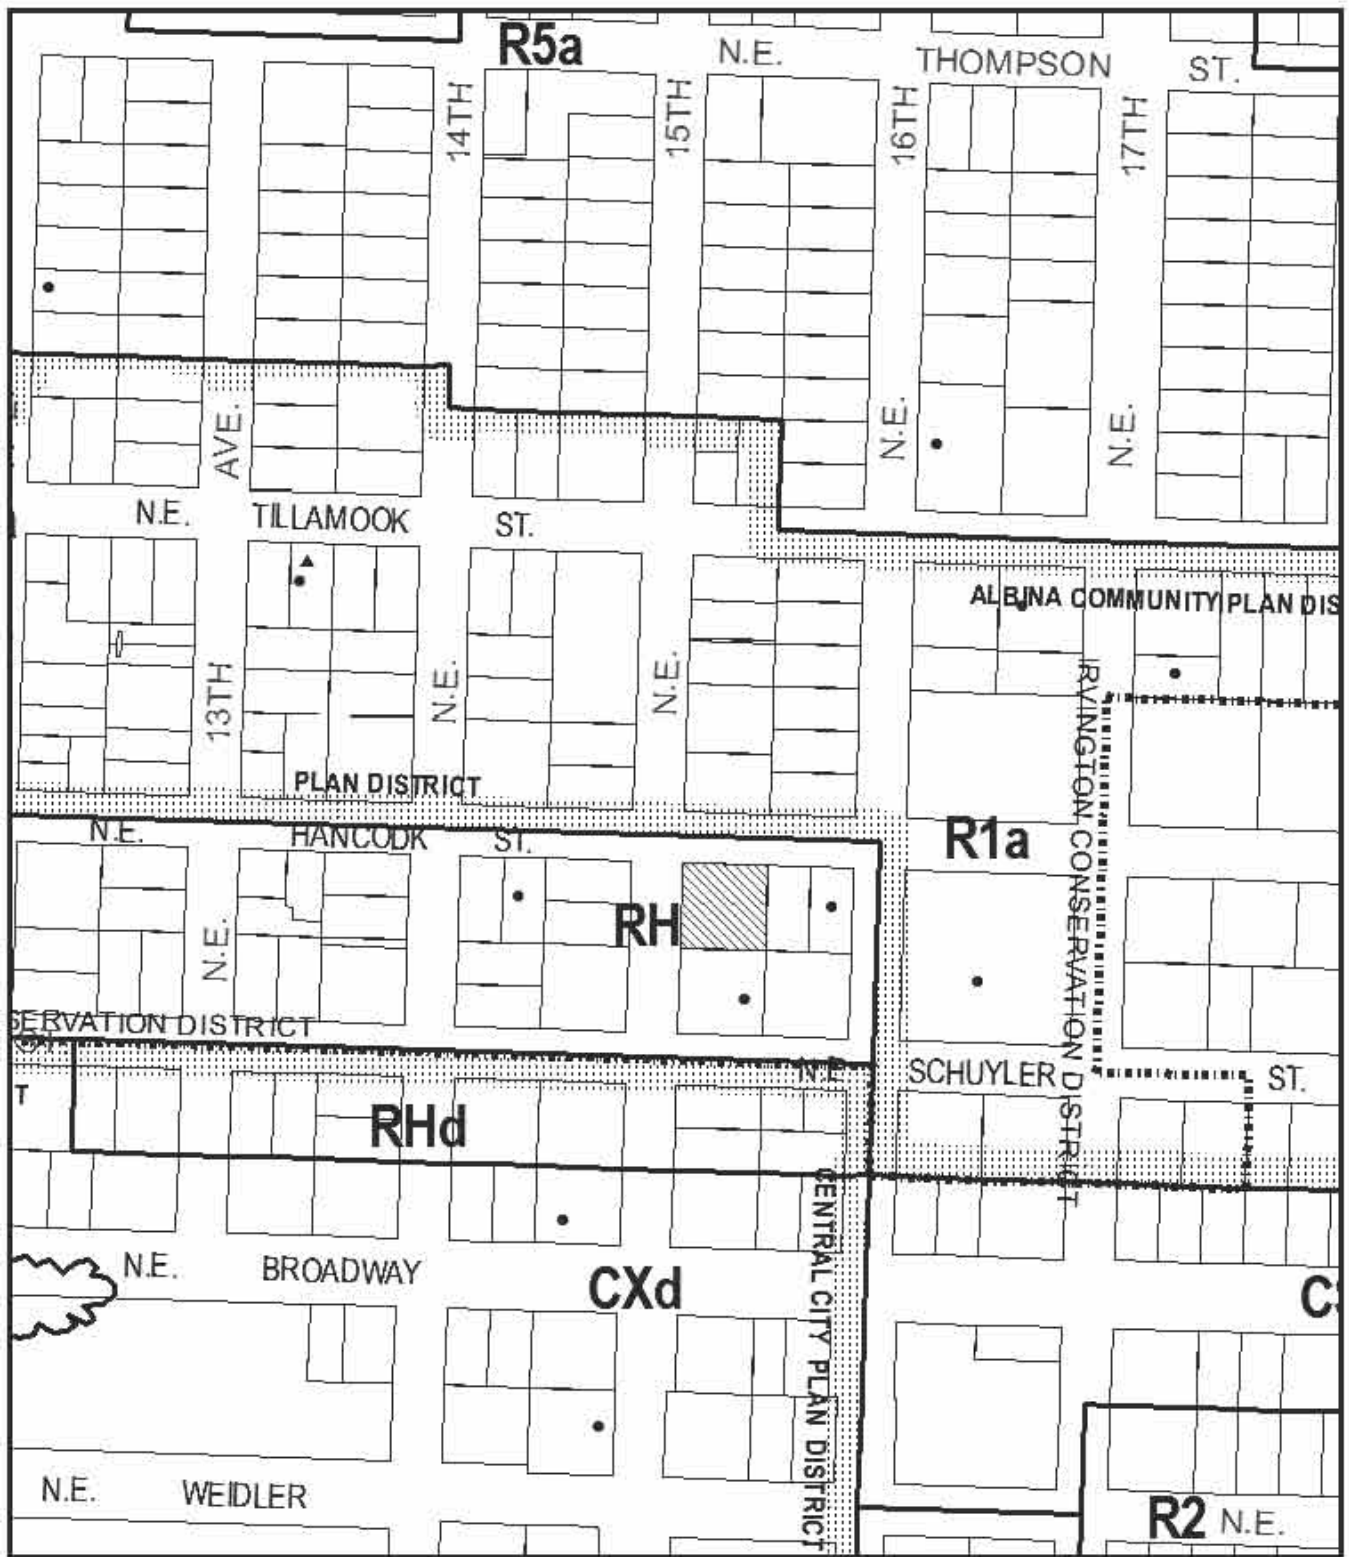 R5a
N.E. THOMPSON ST.
14TH
15TH
16TH
17TH
AVE.
N.E.
N.E.
N.E. TILLAMOOK ST.
ALBINA COMMUNITY PLAN DIS
13TH
N.E.
N.E.
IRVINGTON CONSERVATION DISTRICT
PLAN DISTRICT
N.E. HANCOCK ST.
R1a
RH
N.E.
SERVATION DISTRICT
N.E. SCHUYLER ST.
T
RHd
CENTRAL CITY PLAN DISTRICT
N.E. BROADWAY
CXd
N.E. WEIDLER
R2 N.E.